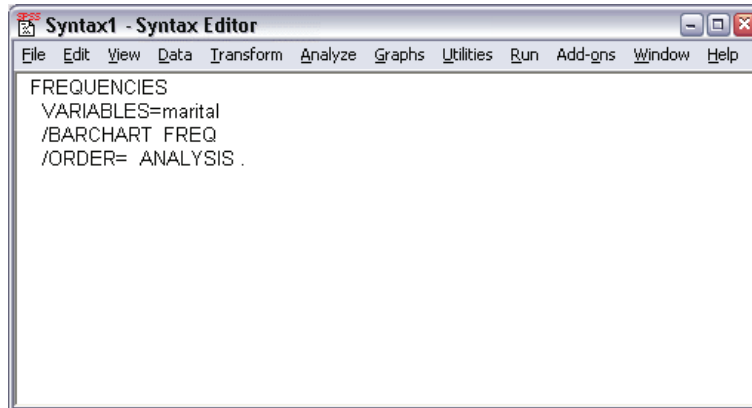 SPSS
Syntax1 - Syntax Editor
File Edit View Data Transform Analyze Graphs Utilities Run Add-ons Window Help
FREQUENCIES
VARIABLES=marital
/BARCHART FREQ
/ORDER= ANALYSIS .